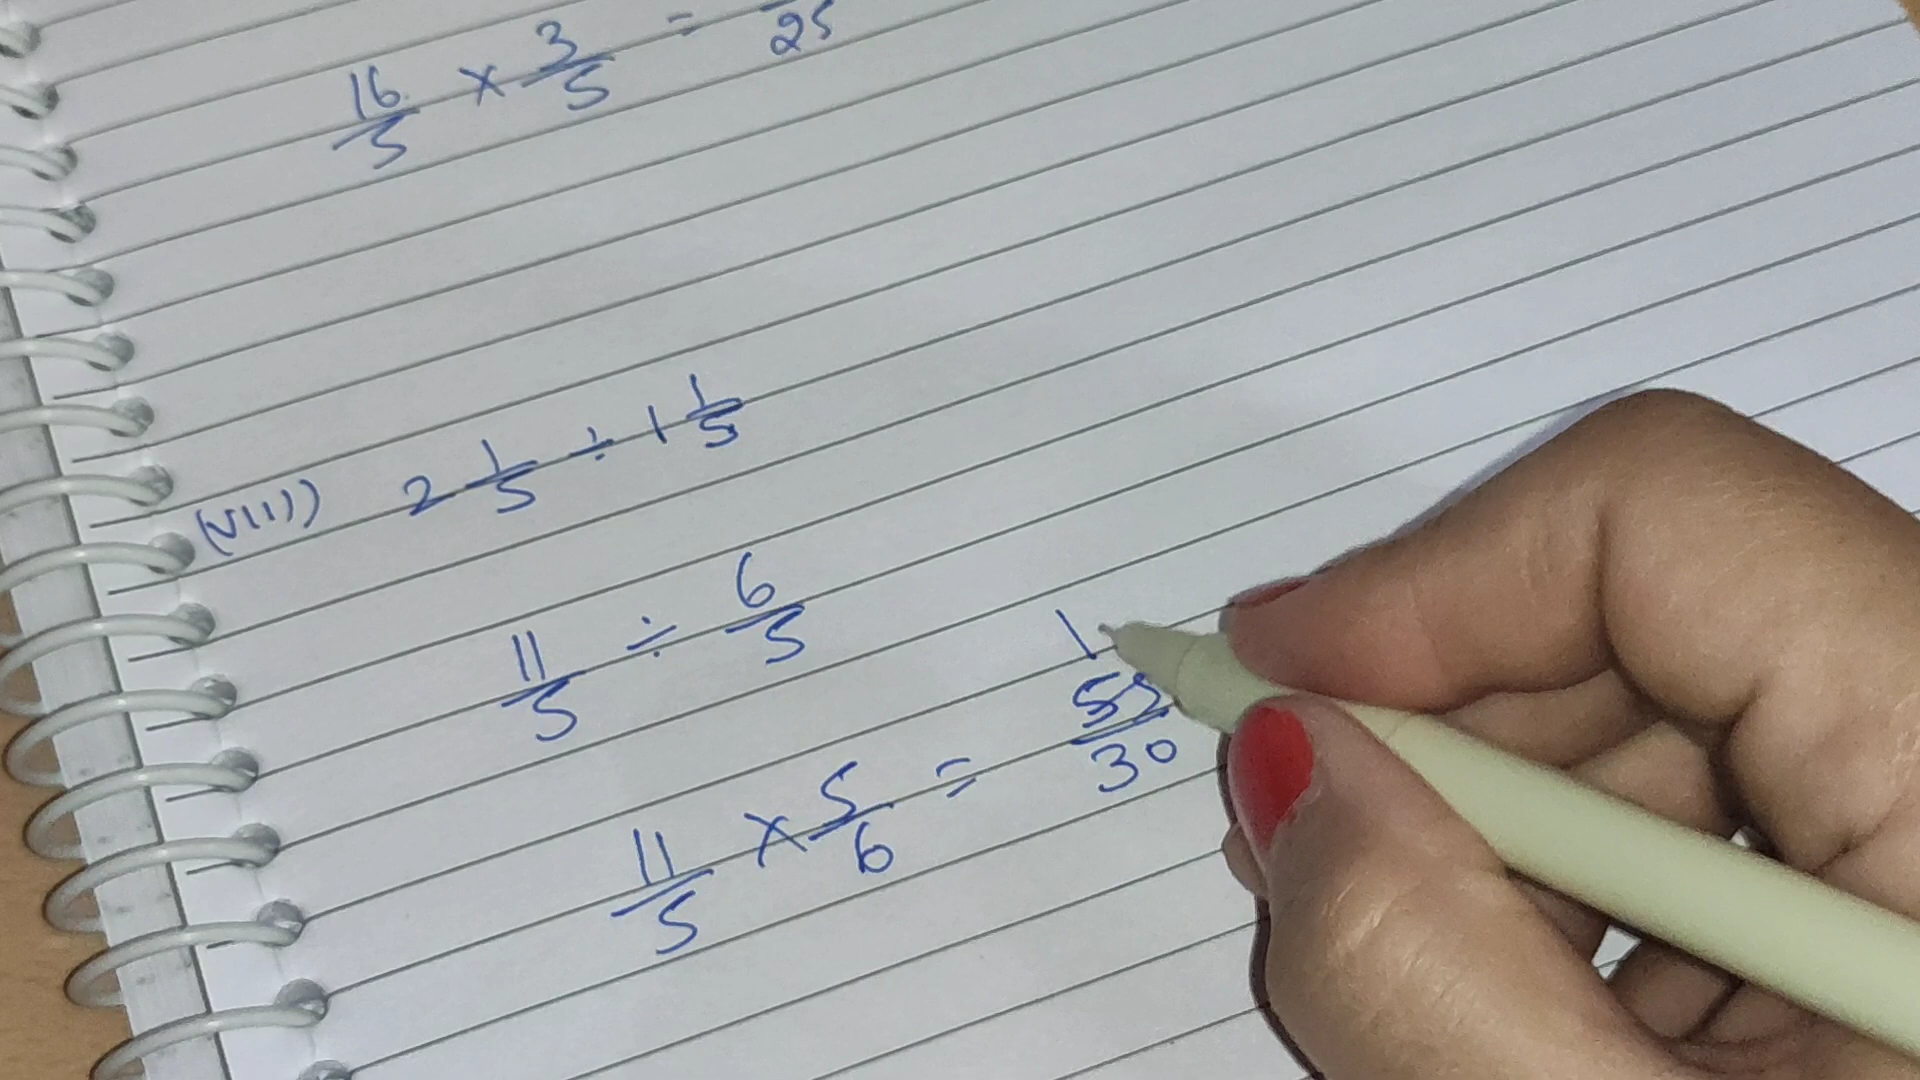 16/5 × 3/5 = /25
(viii) 2 1/5 ÷ 1 1/5
11/5 ÷ 6/5
11/5 × 5/6 = 55/30
1